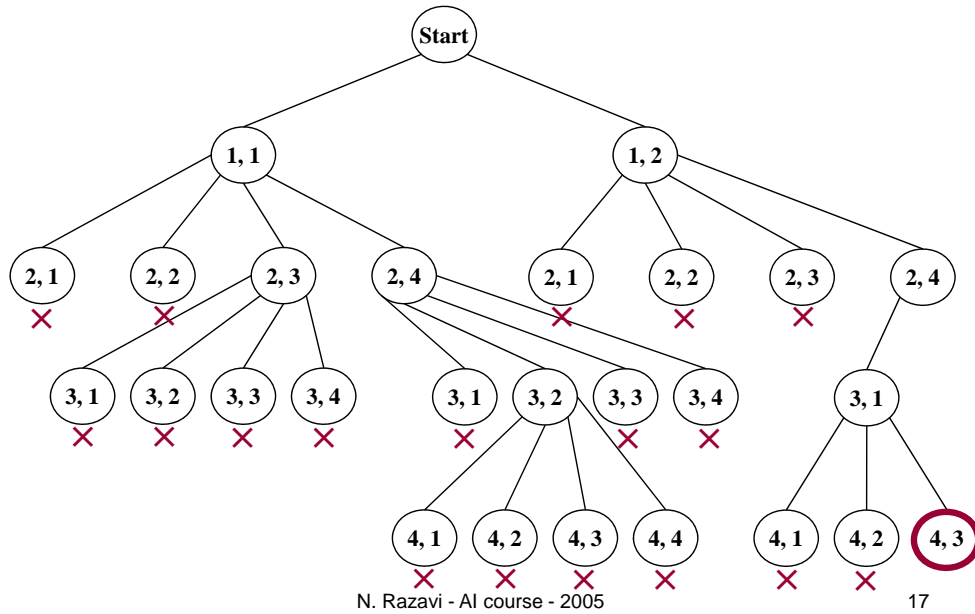 Start
1, 1 1, 2
2, 1 2, 2 2, 3 2, 4 2, 1 2, 2 2, 3 2, 4
3, 1 3, 2 3, 3 3, 4 3, 1 3, 2 3, 3 3, 4 3, 1
4, 1 4, 2 4, 3 4, 4 4, 1 4, 2 4, 3
N. Razavi - AI course - 2005 17